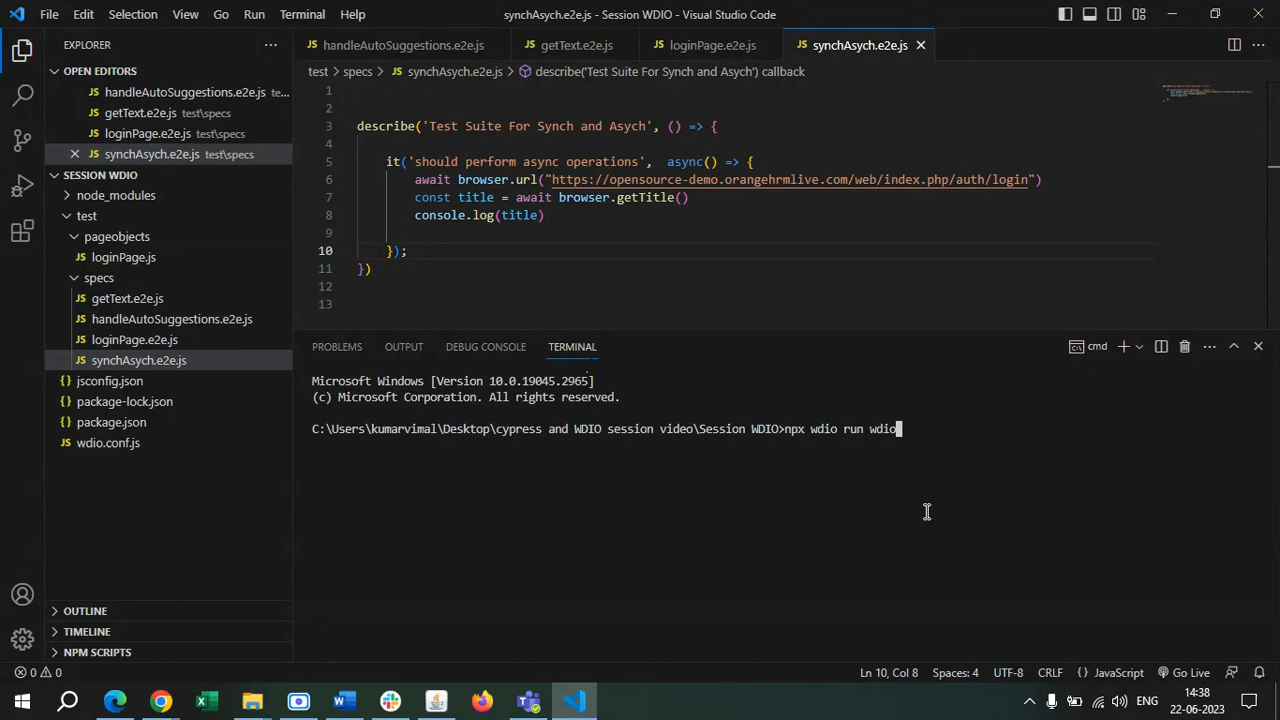 File Edit Selection View Go Run Terminal Help
synchAsych.e2e.js - Session WDIO - Visual Studio Code
EXPLORER
OPEN EDITORS
handleAutoSuggestions.e2e.js te...
getText.e2e.js test\specs
loginPage.e2e.js test\specs
synchAsych.e2e.js test\specs
SESSION WDIO
node_modules
test
pageobjects
loginPage.js
specs
getText.e2e.js
handleAutoSuggestions.e2e.js
loginPage.e2e.js
synchAsych.e2e.js
jsconfig.json
package-lock.json
package.json
wdio.conf.js
OUTLINE
TIMELINE
NPM SCRIPTS
handleAutoSuggestions.e2e.js getText.e2e.js loginPage.e2e.js synchAsych.e2e.js
test > specs > synchAsych.e2e.js > describe('Test Suite For Synch and Asych') callback
1
2
3 describe('Test Suite For Synch and Asych', () => {
4
5 it('should perform async operations', async() => {
6 await browser.url("https://opensource-demo.orangehrmlive.com/web/index.php/auth/login")
7 const title = await browser.getTitle()
8 console.log(title)
9
10 });
11 })
12
13
PROBLEMS OUTPUT DEBUG CONSOLE TERMINAL
cmd
Microsoft Windows [Version 10.0.19045.2965]
(c) Microsoft Corporation. All rights reserved.
C:\Users\kumarvimal\Desktop\cypress and WDIO session video\Session WDIO>npx wdio run wdio
0 0
Ln 10, Col 8 Spaces: 4 UTF-8 CRLF JavaScript Go Live
ENG
14:38
22-06-2023